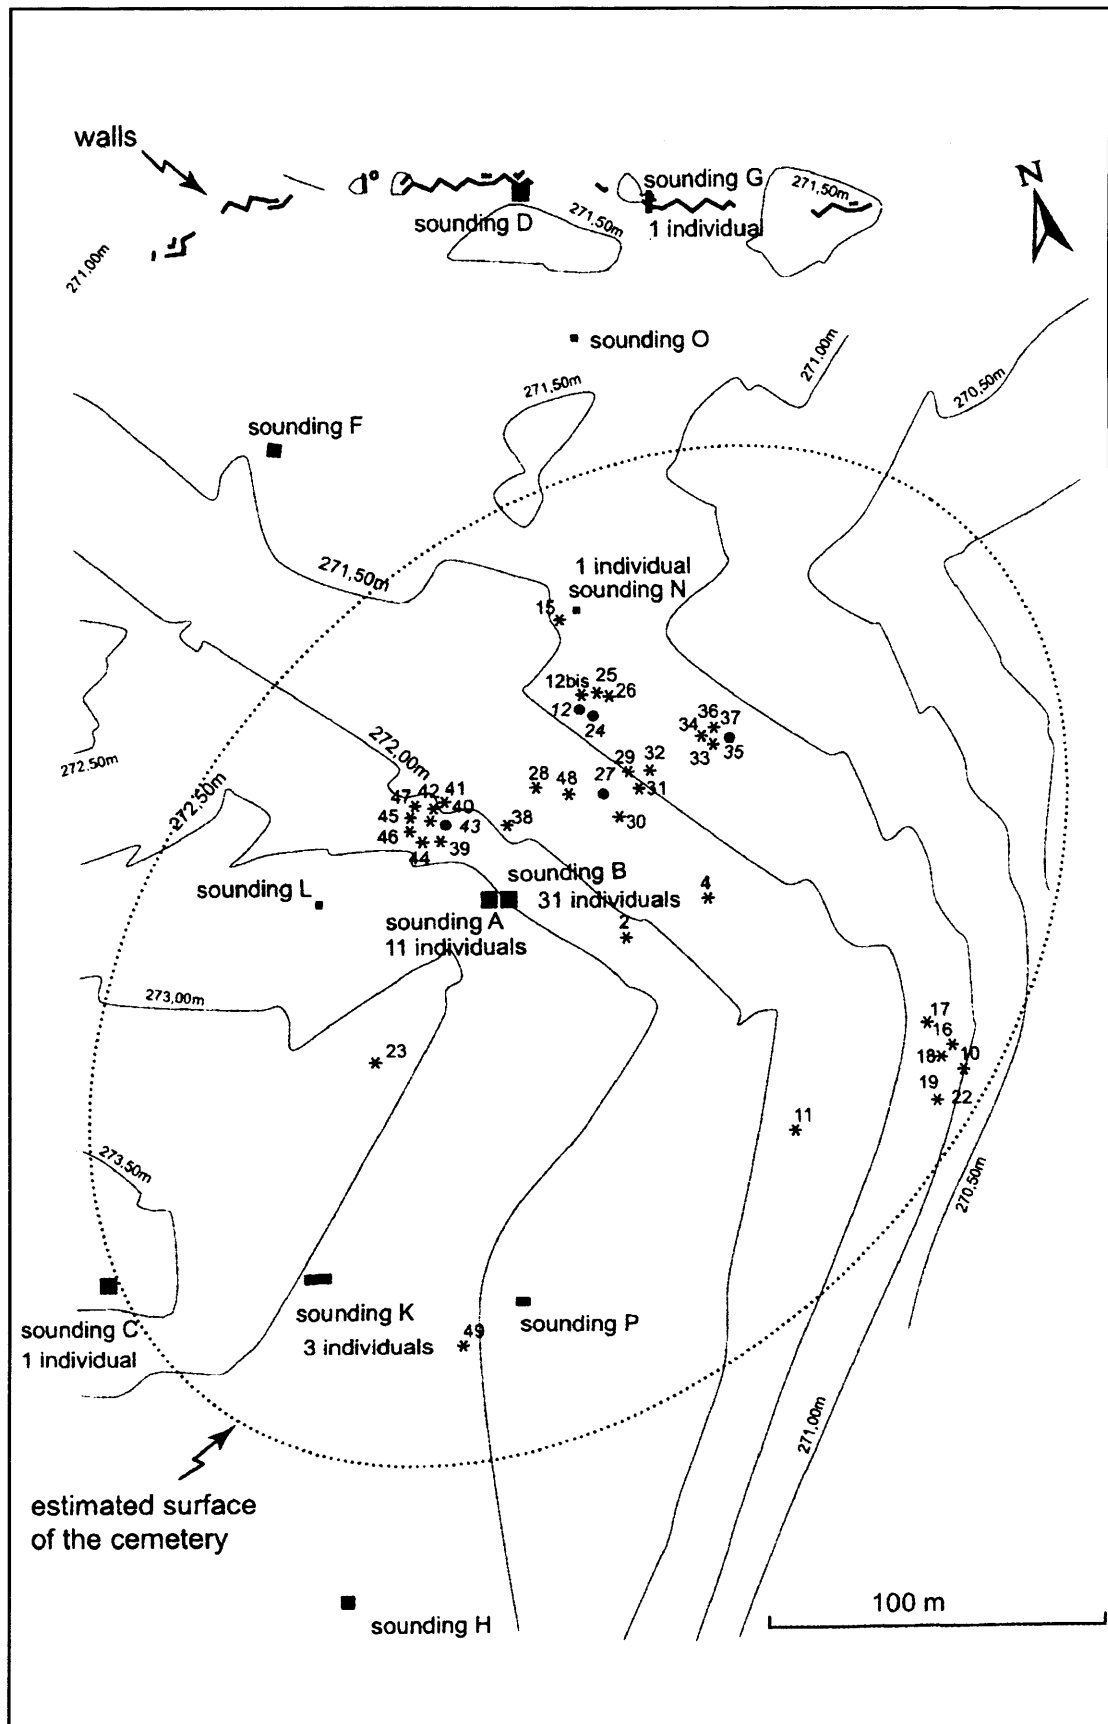 walls
N
sounding G
271,50m
sounding D
271,50m
1 individual
271,00m
sounding O
271,00m
271,50m
270,50m
sounding F
271,50m
1 individual
sounding N
15
12bis
25
26
12
24
36
37
34
33
35
272,50m
272,00m
272,50m
29
32
28
48
27
31
30
47
42
41
40
45
43
38
46
44
39
sounding L
sounding B
31 individuals
4
sounding A
11 individuals
2
273,00m
17
16
23
18
10
19
22
11
273,50m
270,50m
sounding C
1 individual
sounding K
3 individuals
49
sounding P
271,00m
estimated surface
of the cemetery
100 m
sounding H